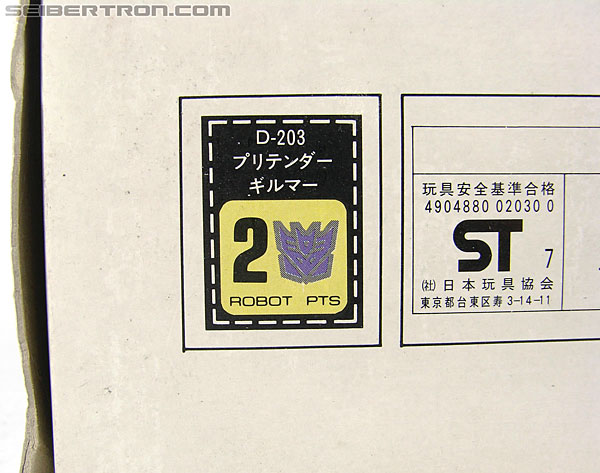 SEIBERTRON.COM
D-203
プリテンダー
ギルマー
2
ROBOT PTS
玩具安全基準合格
4904880 02030 0
ST 7
(社)日本玩具協会
東京都台東区寿 3-14-11